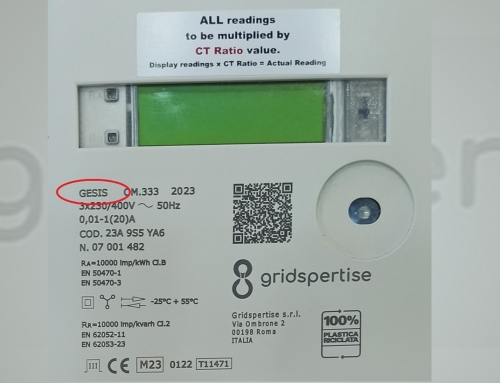 ALL readings
to be multiplied by
CT Ratio value.
Display readings x CT Ratio = Actual Reading
GESIS CM.333 2023
3x230/400V ~ 50Hz
0,01-1(20)A
COD. 23A 9S5 YA6
N. 07 001 482
RA=10000 imp/kWh Cl.B
EN 50470-1
EN 50470-3
-25°C + 55°C
RR=10000 imp/kvarh Cl.2
EN 62052-11
EN 62053-23
CE M23 0122 T11471
gridspertise
Gridspertise s.r.l.
Via Ombrone 2
00198 Roma
ITALIA
100%
PLASTICA
RICICLATA